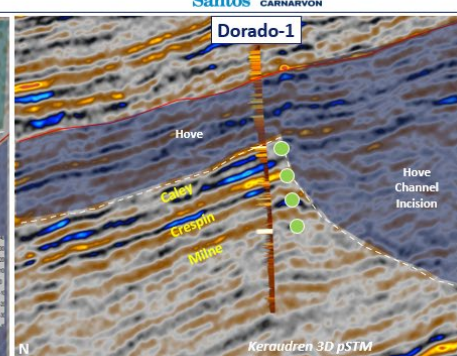 Santos CARNARVON
Dorado-1
Hove
Caley
Crespin
Milne
Hove
Channel
Incision
N
Keraudren 3D pSTM